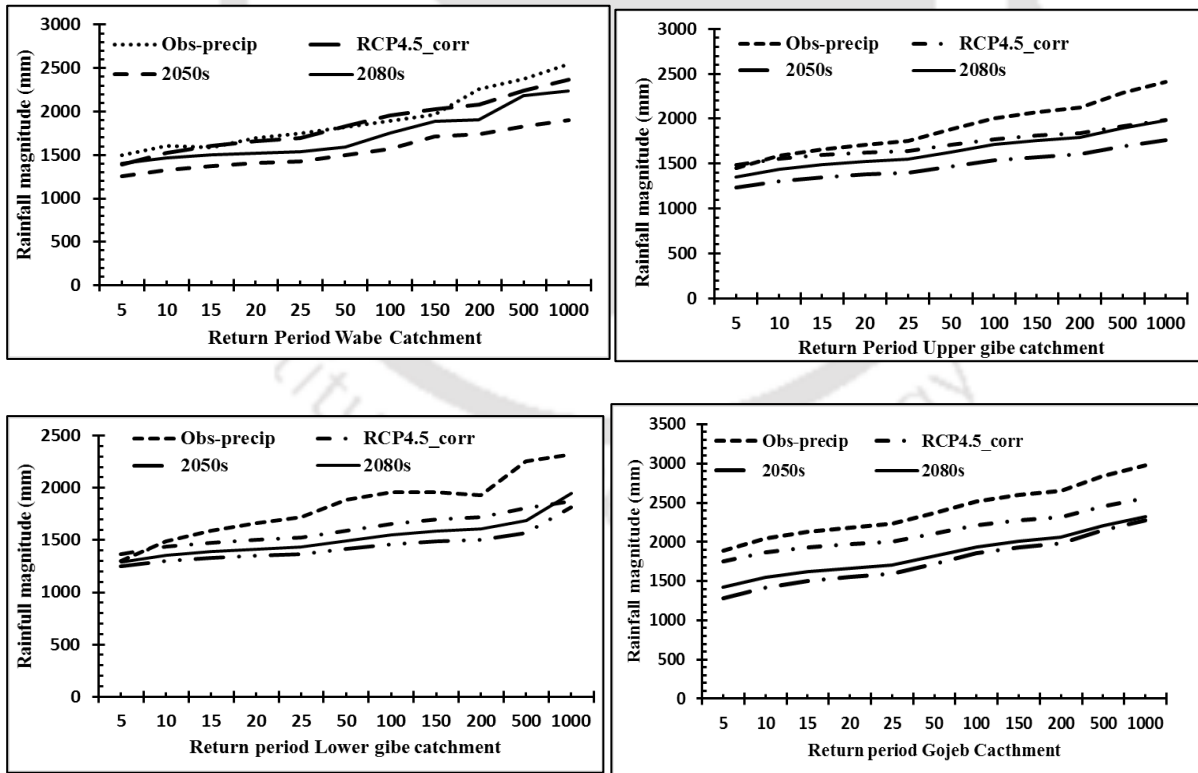 3000
2500
2000
1500
1000
500
0
Rainfall magnitude (mm)
Obs-precip RCP4.5_corr
2050s 2080s
5 10 15 20 25 50 100 150 200 500 1000
Return Period Wabe Catchment
3000
2500
2000
1500
1000
500
0
Rainfall magnitude (mm)
Obs-precip RCP4.5_corr
2050s 2080s
5 10 15 20 25 50 100 150 200 500 1000
Return Period Upper gibe catchment
2500
2000
1500
1000
500
0
Rainfull magnitude (mm)
Obs-precip RCP4.5_corr
2050s 2080s
5 10 15 20 25 50 100 150 200 500 1000
Return period Lower gibe catchment
3500
3000
2500
2000
1500
1000
500
0
Rainfall magnitude (mm)
Obs-precip RCP4.5_corr
2050s 2080s
5 10 15 20 25 50 100 150 200 500 1000
Return period Gojeb Cacthment